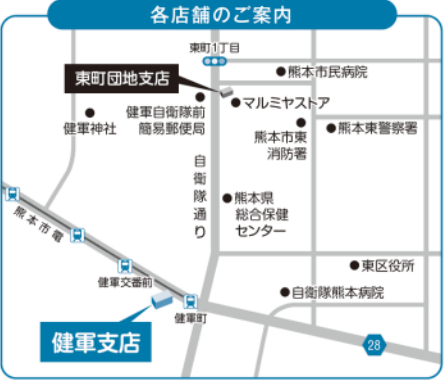 各店舗のご案内
東町1丁目
熊本市民病院
東町団地支店
マルミヤストア
健軍自衛隊前
簡易郵便局
健軍神社
熊本市東
消防署
熊本東警察署
自衛隊通り
熊本県
総合保健
センター
熊本市電
健軍交番前
東区役所
自衛隊熊本病院
健軍町
健軍支店
28